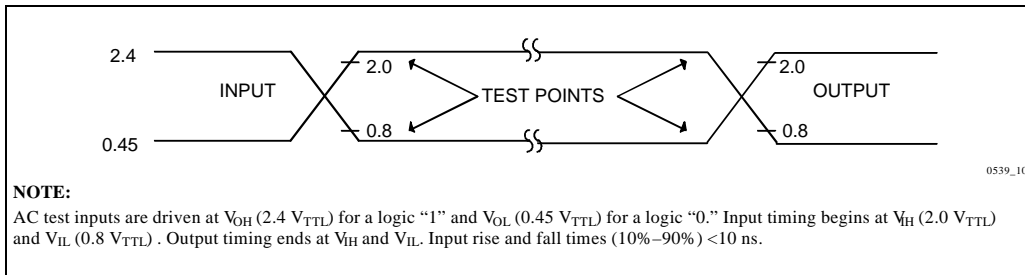 2.4
2.0
2.0
INPUT
TEST POINTS
OUTPUT
0.8
0.8
0.45
0539_10
NOTE:
AC test inputs are driven at VOH (2.4 VTTL) for a logic “1” and VOL (0.45 VTTL) for a logic “0.” Input timing begins at VIH (2.0 VTTL)
and VIL (0.8 VTTL) . Output timing ends at VIH and VIL. Input rise and fall times (10%–90%) <10 ns.